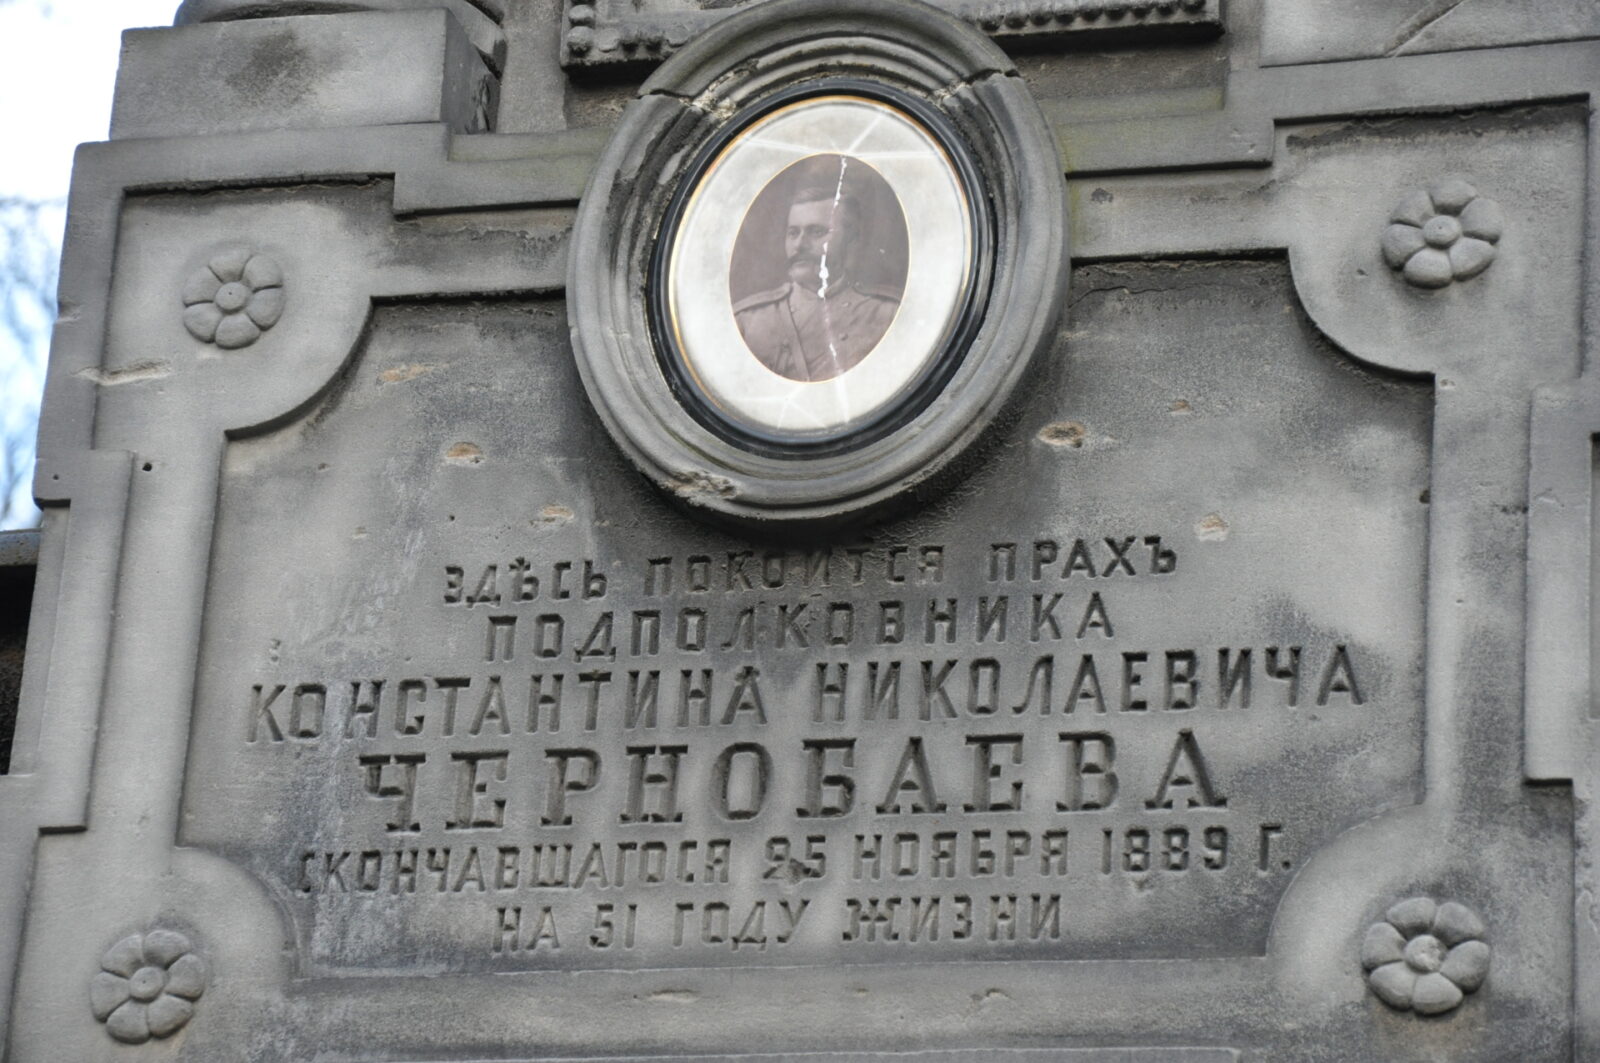 ЗДѢСЬ ПОКОИТСЯ ПРАХЪ
ПОДПОЛКОВНИКА
КОНСТАНТИНА НИКОЛАЕВИЧА
ЧЕРНОБАЕВА
СКОНЧАВШАГОСЯ 25 НОЯБРЯ 1889 Г.
НА 51 ГОДУ ЖИЗНИ